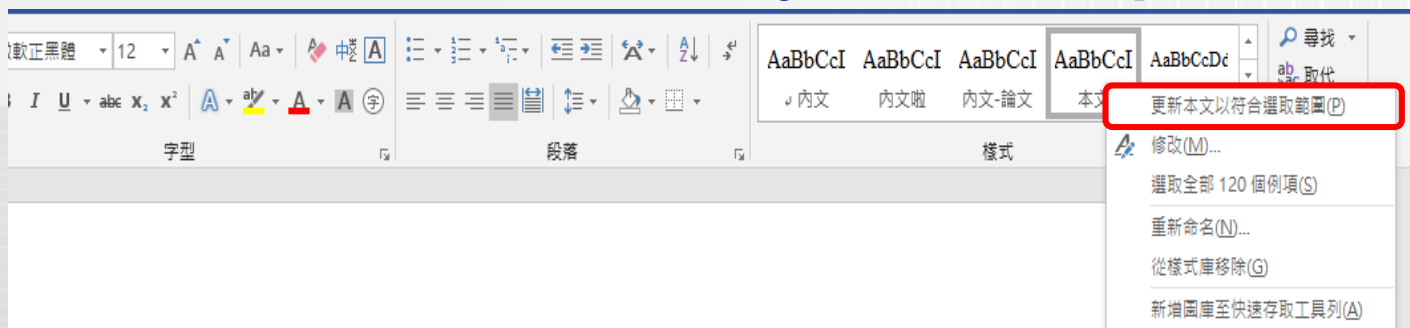 軟正黑體 12 A A Aa 中 A
AaBbCcI AaBbCcI AaBbCcI AaBbCcI AaBbCcDd
尋找
取代
I U abc X₂ X² A aby A A 字
內文 內文啦 內文-論文 本文
字型 段落 樣式
更新本文以符合選取範圍(P)
修改(M)...
選取全部 120 個例項(S)
重新命名(N)...
從樣式庫移除(G)
新增圖庫至快速存取工具列(A)